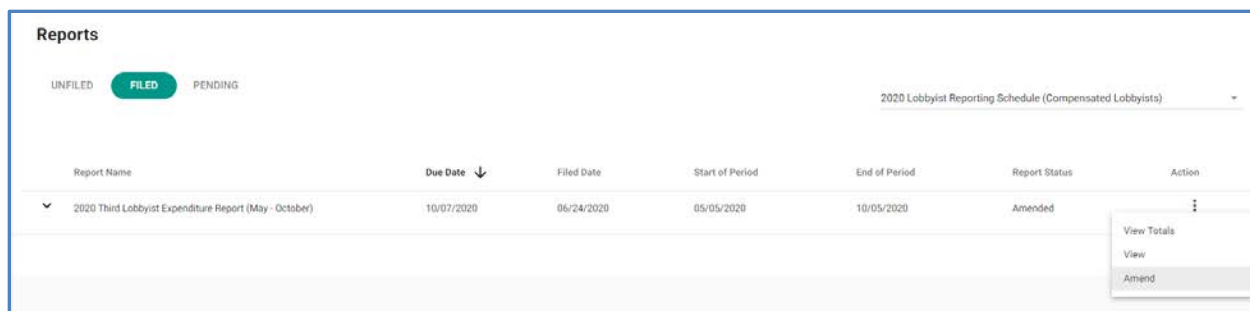 Reports
UNFILED FILED PENDING
2020 Lobbyist Reporting Schedule (Compensated Lobbyists)
Report Name Due Date Filed Date Start of Period End of Period Report Status Action
2020 Third Lobbyist Expenditure Report (May - October) 10/07/2020 06/24/2020 05/05/2020 10/05/2020 Amended
View Totals
View
Amend